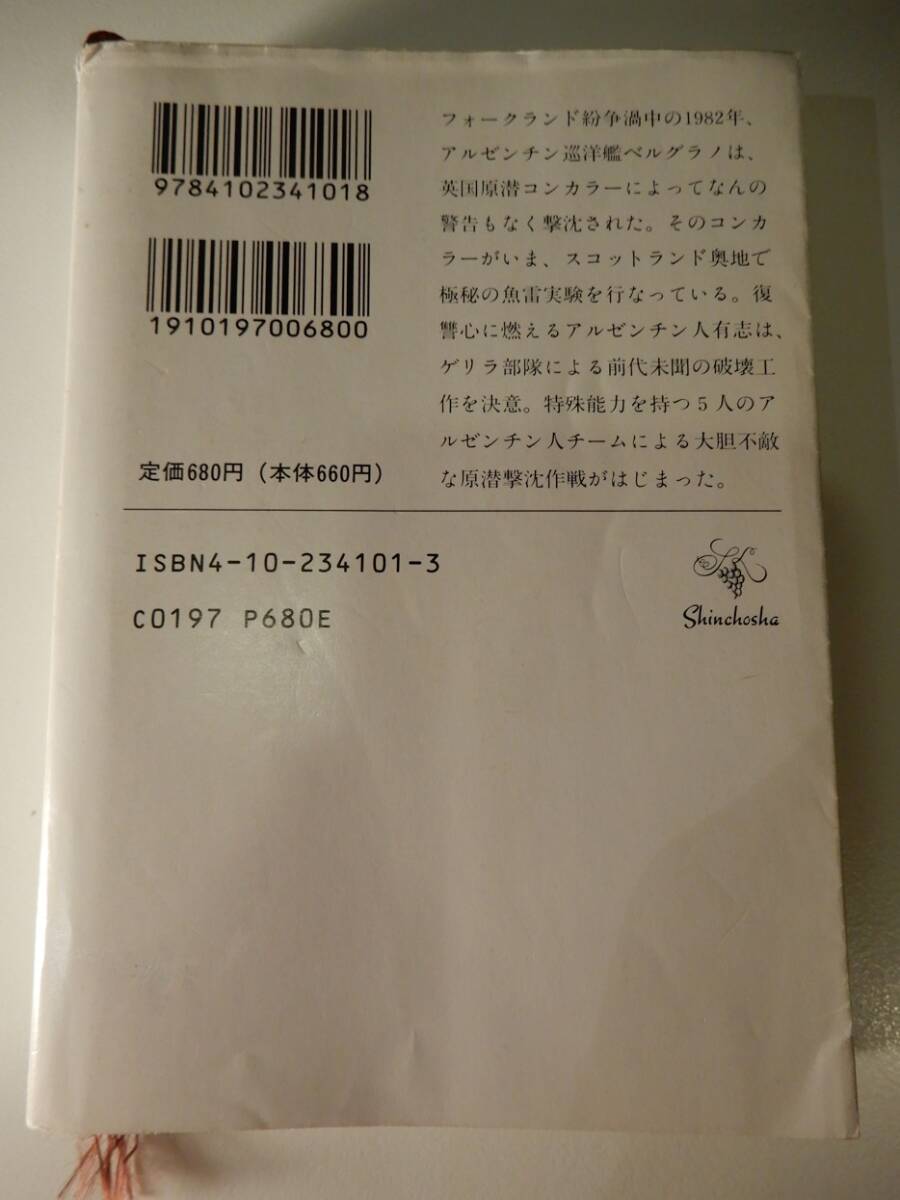 9784102341018
1910197006800
定価680円（本体660円）
フォークランド紛争渦中の1982年、
アルゼンチン巡洋艦ベルグラノは、
英国原潜コンカラーによってなんの
警告もなく撃沈された。そのコンカ
ラーがいま、スコットランド奥地で
極秘の魚雷実験を行なっている。復
讐心に燃えるアルゼンチン人有志は、
ゲリラ部隊による前代未聞の破壊工
作を決意。特殊能力を持つ5人のア
ルゼンチン人チームによる大胆不敵
な原潜撃沈作戦がはじまった。
ISBN4-10-234101-3
C0197 P680E
Shinchosha